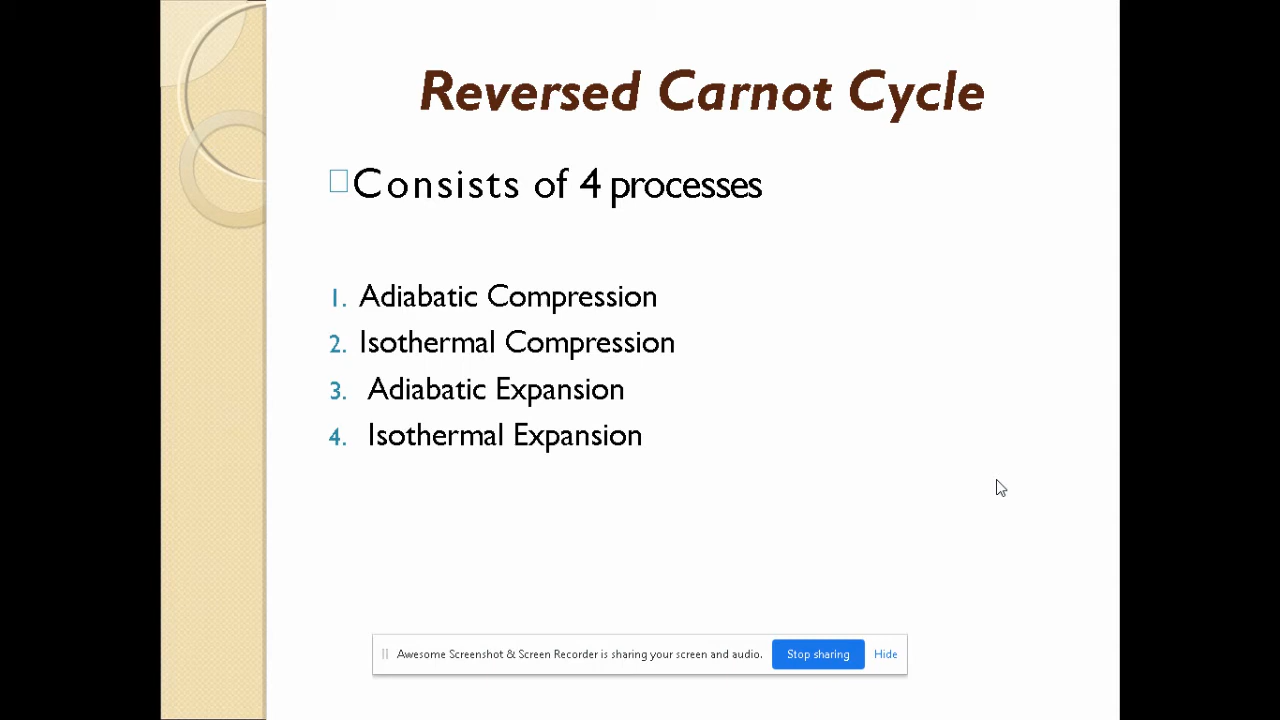 Reversed Carnot Cycle
Consists of 4 processes
1. Adiabatic Compression
2. Isothermal Compression
3. Adiabatic Expansion
4. Isothermal Expansion
Awesome Screenshot & Screen Recorder is sharing your screen and audio. Stop sharing Hide